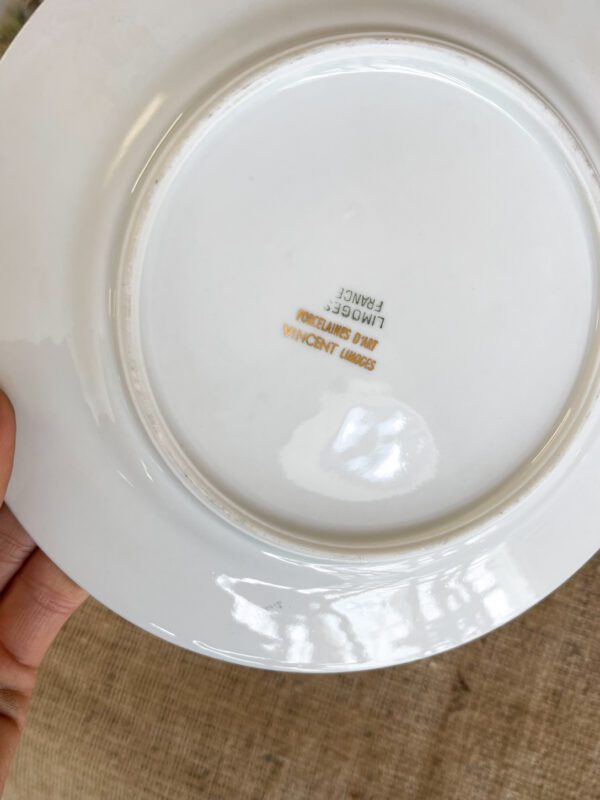 LIMOGES
FRANCE
PORCELAINES D'ART
VINCENT LIMOGES